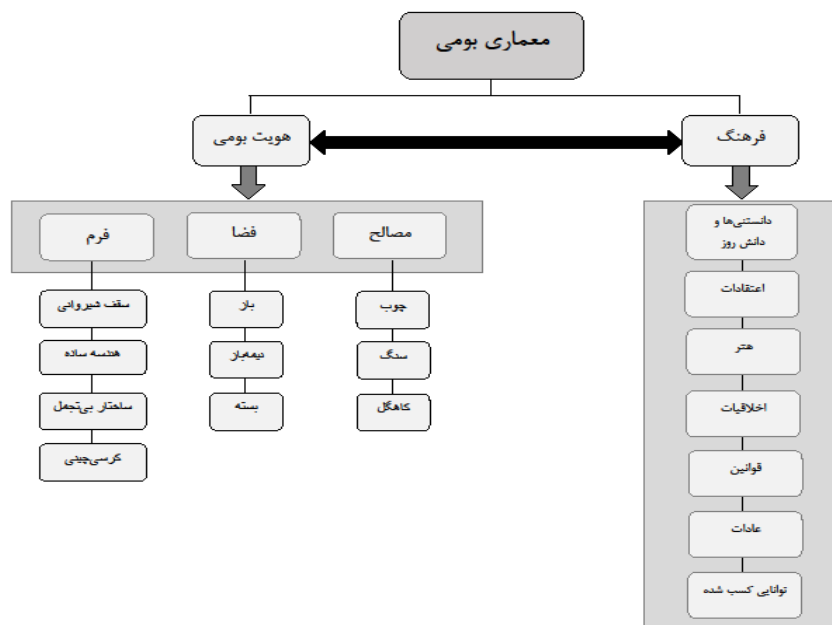 معماری بومی
فرهنگ
هویت بومی
دانستنی‌ها و
دانش روز
اعتقادات
هنر
اخلاقیات
قوانین
عادات
توانایی کسب شده
مصالح
فضا
فرم
چوب
سنگ
کاهگل
باز
نیمه‌باز
بسته
سقف شیروانی
هندسه ساده
ساختار بی‌تجمل
کرسی‌چینی